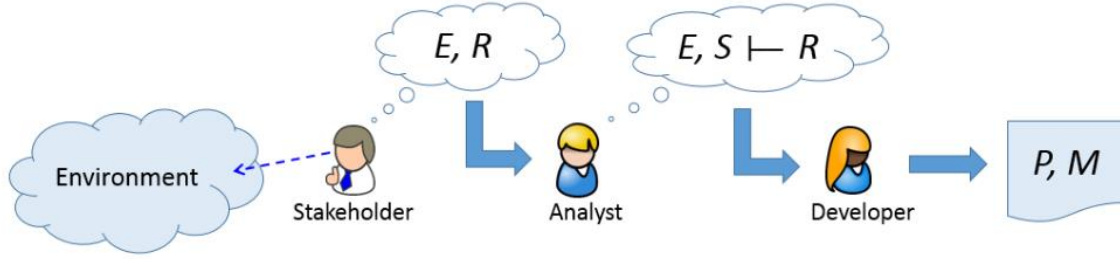 E, R
E, S ⊢ R
Environment
P, M
Stakeholder
Analyst
Developer